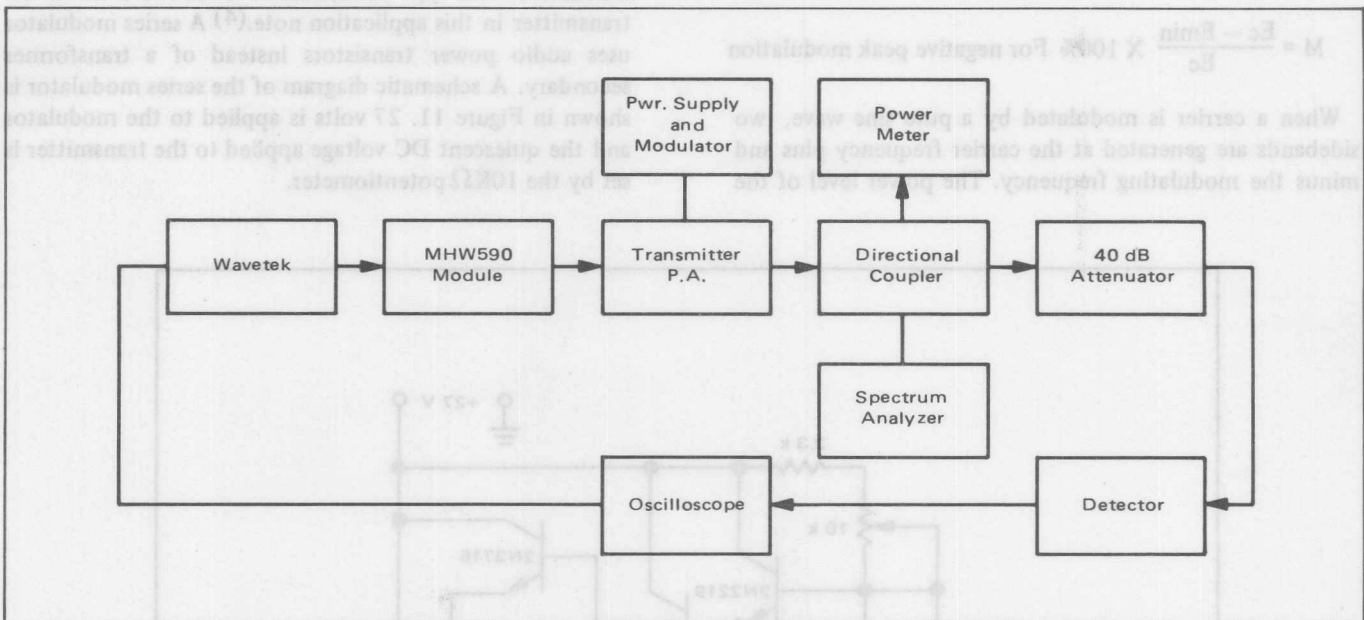 transmitter in this application note.(4) A series modulator
uses audio power transistors instead of a transformer
secondary. A schematic diagram of the series modulator is
shown in Figure 11. 27 volts is applied to the modulator
and the quiescent DC voltage applied to the transmitter is
set by the 10KΩ potentiometer.
M = Ec − Emin
Ec
X 100% For negative peak modulation
When a carrier is modulated by a pure sine wave, two
sidebands are generated at the carrier frequency plus and
minus the modulating frequency. The power level of the
Pwr. Supply
and
Modulator
Power
Meter
Wavetek
MHW590
Module
Transmitter
P.A.
Directional
Coupler
40 dB
Attenuator
Spectrum
Analyzer
Oscilloscope
Detector
+27 V
10 k
2N3716
2N2219